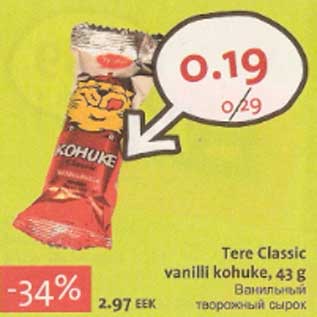 0.19
0.29
KOHUKE
Tere Classic
vanilli kohuke, 43 g
Ванильный
творожный сырок
-34%
2.97 EEK